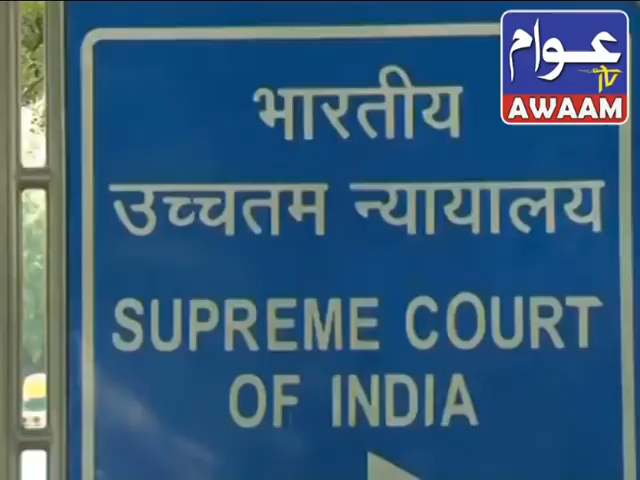 عوام
TV
AWAAM
भारतीय
उच्चतम न्यायालय
SUPREME COURT
OF INDIA